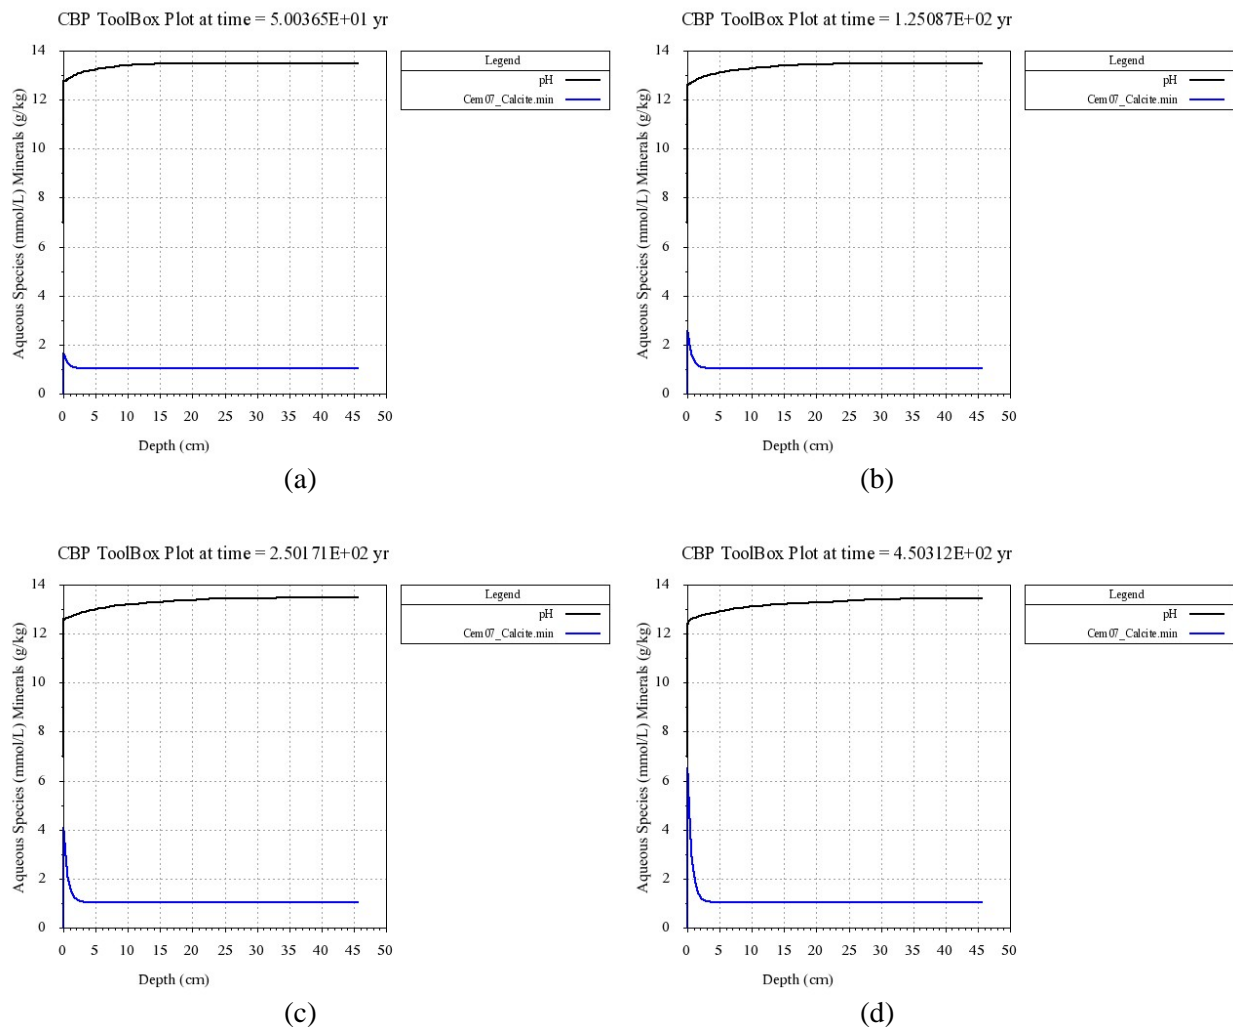 CBP ToolBox Plot at time = 5.00365E+01 yr
Aqueous Species (mmol/L) Minerals (g/kg)
14
12
10
8
6
4
2
0
0 5 10 15 20 25 30 35 40 45 50
Depth (cm)
Legend
pH
Cem07_Calcite.min
(a)
CBP ToolBox Plot at time = 1.25087E+02 yr
Aqueous Species (mmol/L) Minerals (g/kg)
14
12
10
8
6
4
2
0
0 5 10 15 20 25 30 35 40 45 50
Depth (cm)
Legend
pH
Cem07_Calcite.min
(b)
CBP ToolBox Plot at time = 2.50171E+02 yr
Aqueous Species (mmol/L) Minerals (g/kg)
14
12
10
8
6
4
2
0
0 5 10 15 20 25 30 35 40 45 50
Depth (cm)
Legend
pH
Cem07_Calcite.min
(c)
CBP ToolBox Plot at time = 4.50312E+02 yr
Aqueous Species (mmol/L) Minerals (g/kg)
14
12
10
8
6
4
2
0
0 5 10 15 20 25 30 35 40 45 50
Depth (cm)
Legend
pH
Cem07_Calcite.min
(d)